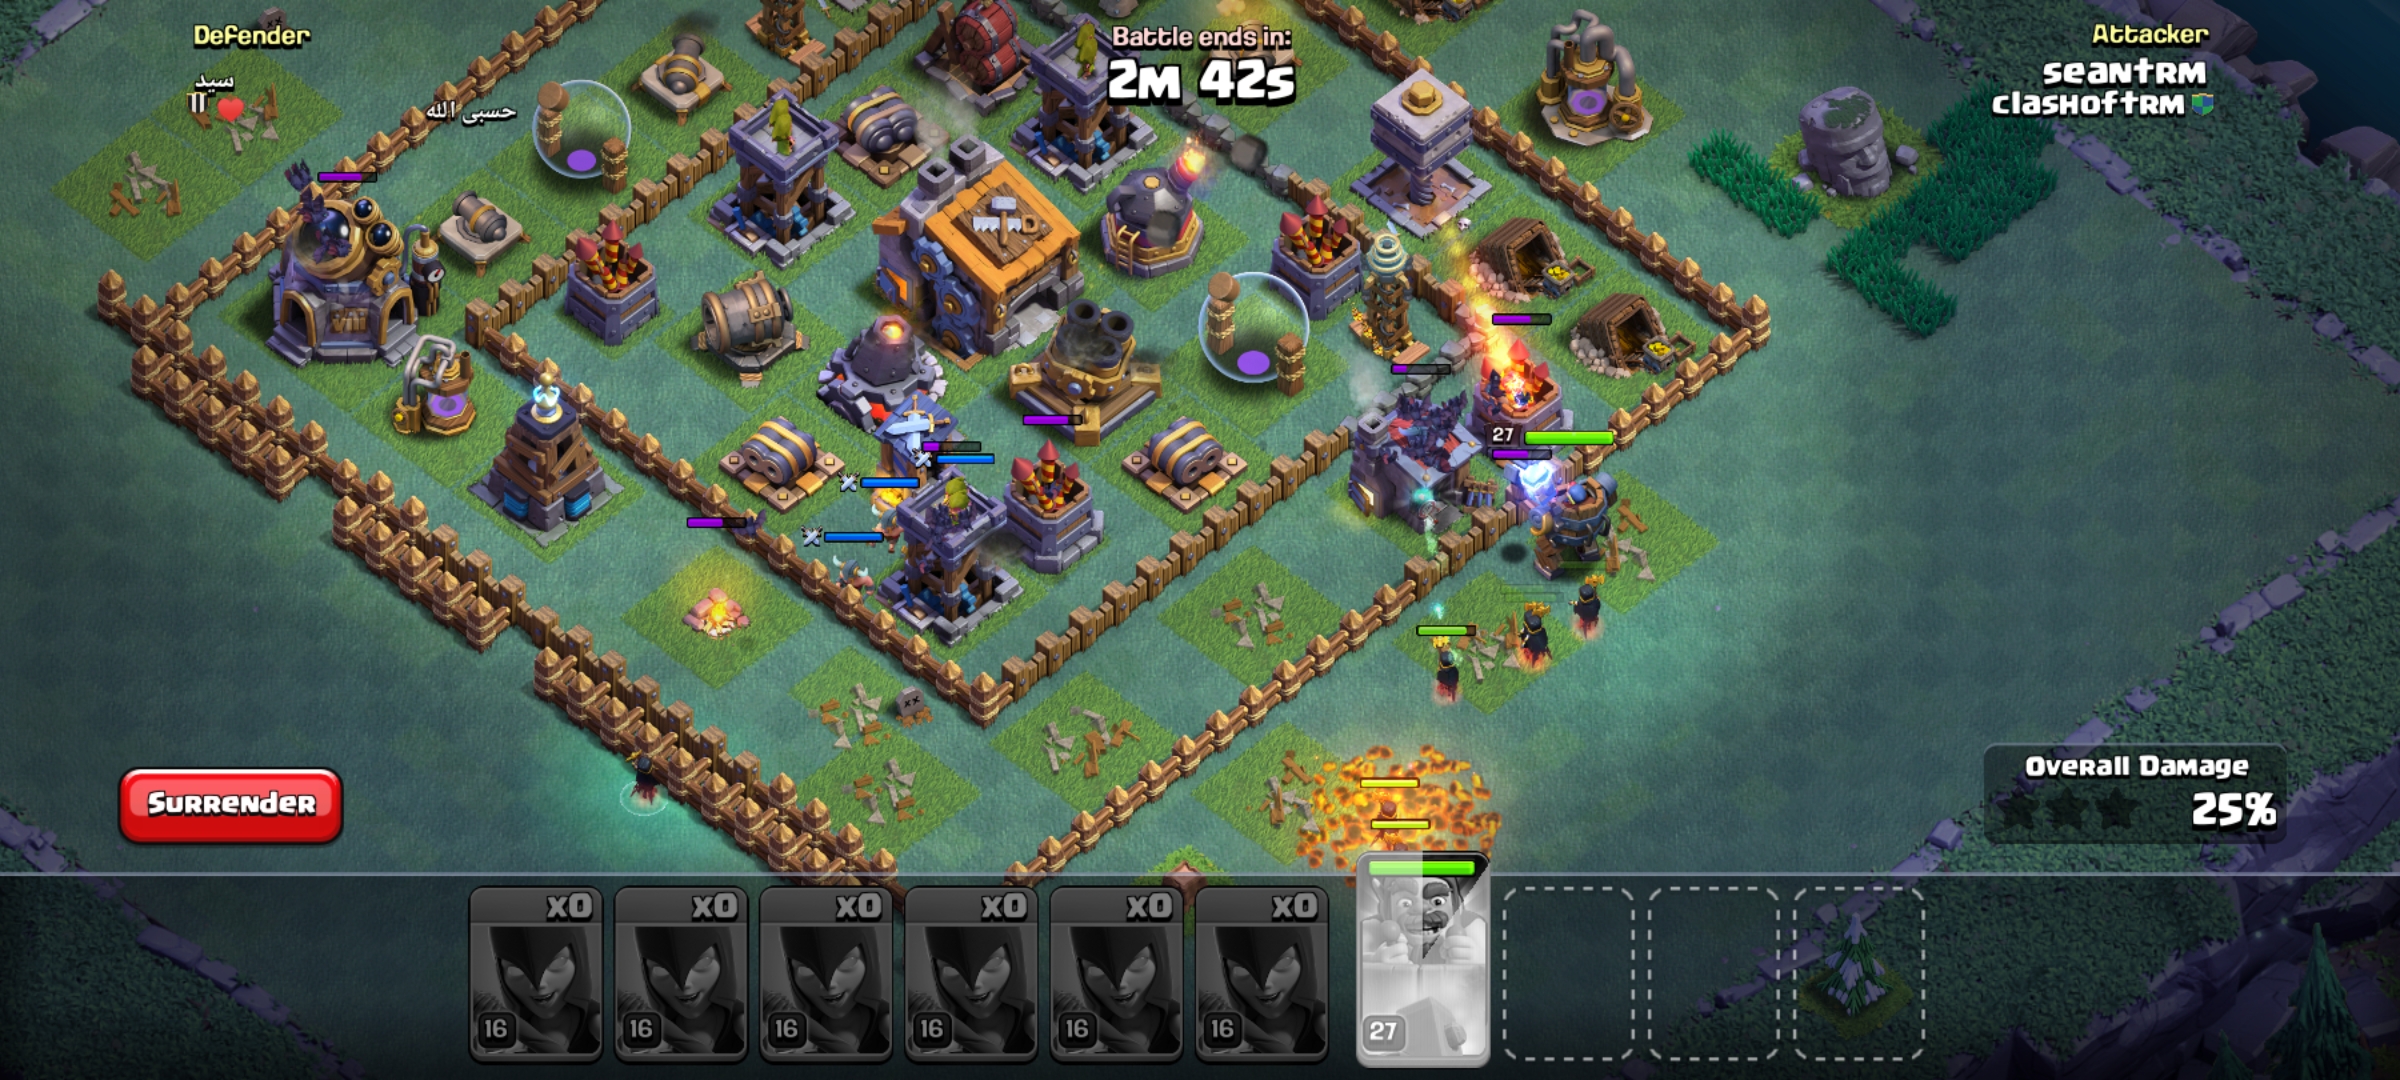 Defender
سيد
حسبي الله
Battle ends in:
2M 42s
Attacker
seantRM
clashoftRM
27
Surrender
Overall Damage
25%
x0
x0
x0
x0
x0
x0
16
16
16
16
16
16
27